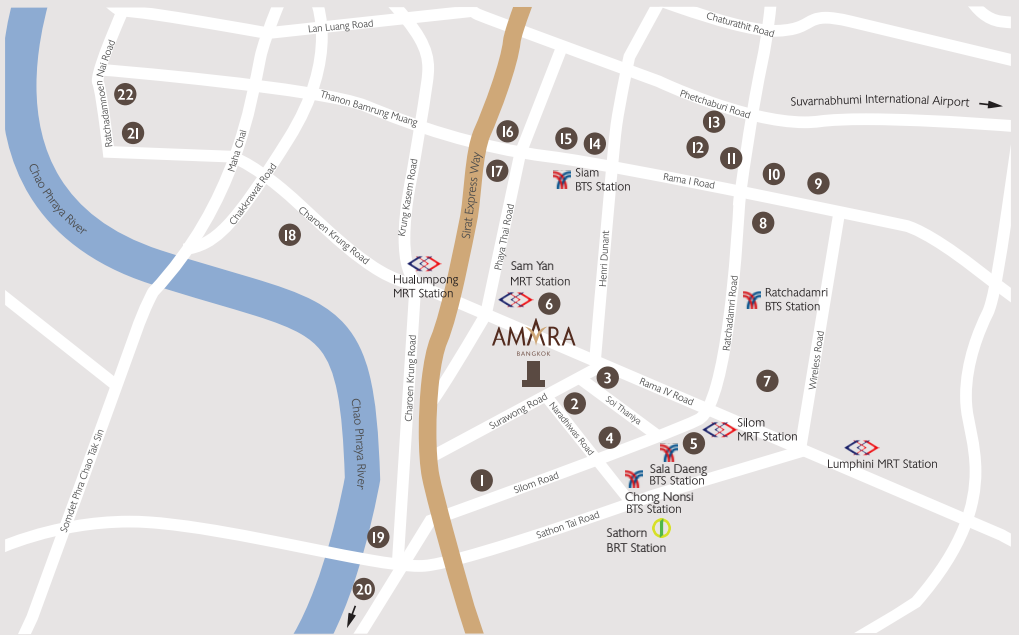 Chaturathid Road
Lan Luang Road
Ratchadamnoen Nai Road
22
Thanon Bamrung Muang
Phetchaburi Road
Suvarnabhumi International Airport
13
21
16
15
14
12
11
Maha Chai
Chakkrawat Road
Krung Kasem Road
Sirat Express Way
17
Siam
BTS Station
Rama I Road
10
9
Chao Phraya River
18
Charoen Krung Road
Phaya Thai Road
Henri Dunant
8
Hualumpong
MRT Station
Sam Yan
MRT Station
6
Ratchadamri Road
Ratchadamri
BTS Station
AMARA
BANGKOK
Wireless Road
Charoen Krung Road
3
Rama IV Road
7
Surawong Road
2
Soi Thaniya
Naradhiwas Road
4
5
Silom
MRT Station
Chao Phraya River
Somdet Phra Chao Tak Sin
1
Silom Road
Sala Daeng
BTS Station
Lumphini MRT Station
Chong Nonsi
BTS Station
Sathon Tai Road
Sathorn
BRT Station
19
20